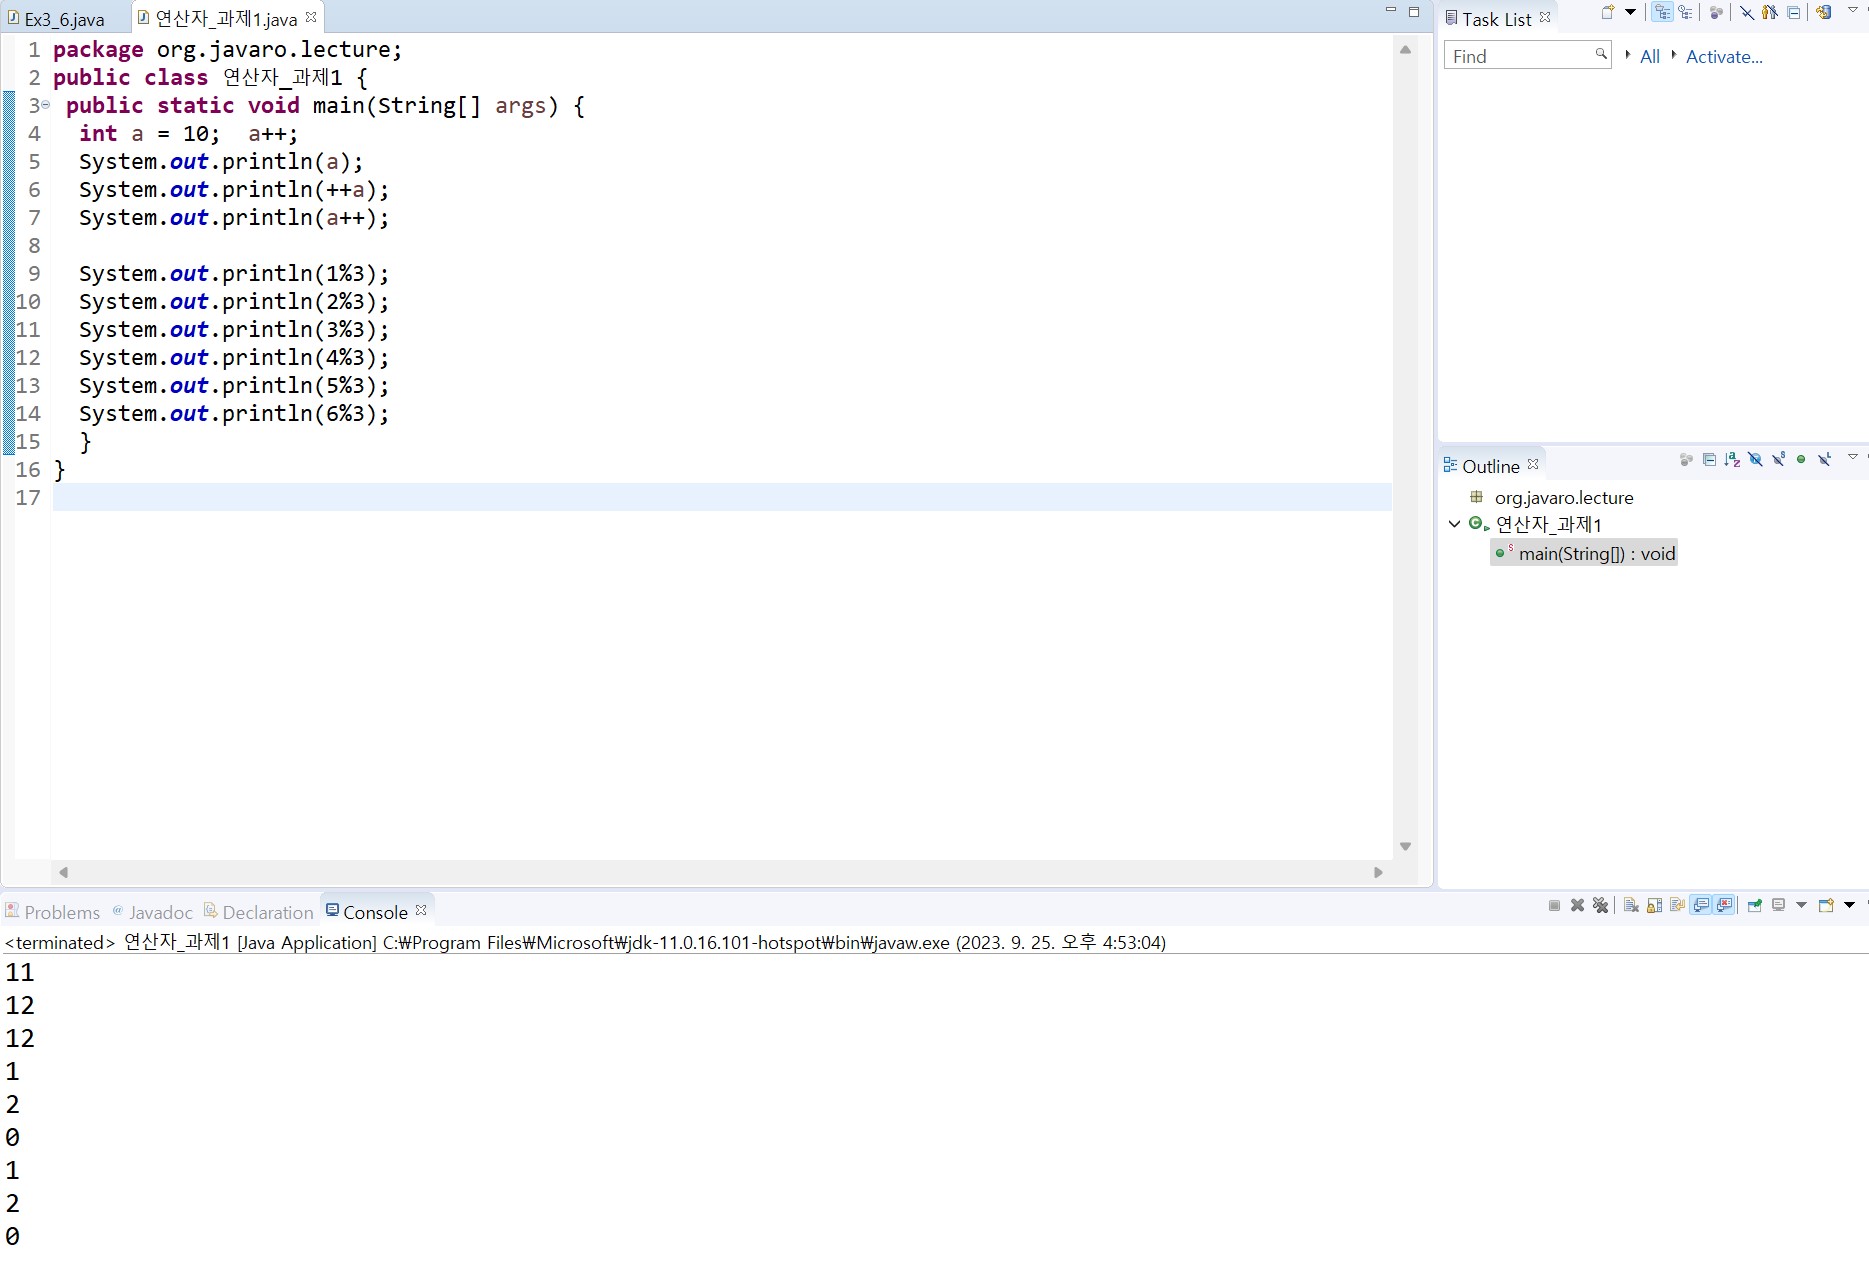 Ex3_6.java
연산자_과제1.java
1 package org.javaro.lecture;
2 public class 연산자_과제1 {
3 public static void main(String[] args) {
4 int a = 10;  a++;
5 System.out.println(a);
6 System.out.println(++a);
7 System.out.println(a++);
8
9 System.out.println(1%3);
10 System.out.println(2%3);
11 System.out.println(3%3);
12 System.out.println(4%3);
13 System.out.println(5%3);
14 System.out.println(6%3);
15 }
16 }
17
Task List
Find
All
Activate...
Outline
org.javaro.lecture
연산자_과제1
main(String[]) : void
Problems
@ Javadoc
Declaration
Console
<terminated> 연산자_과제1 [Java Application] C:₩Program Files₩Microsoft₩jdk-11.0.16.101-hotspot₩bin₩javaw.exe (2023. 9. 25. 오후 4:53:04)
11
12
12
1
2
0
1
2
0